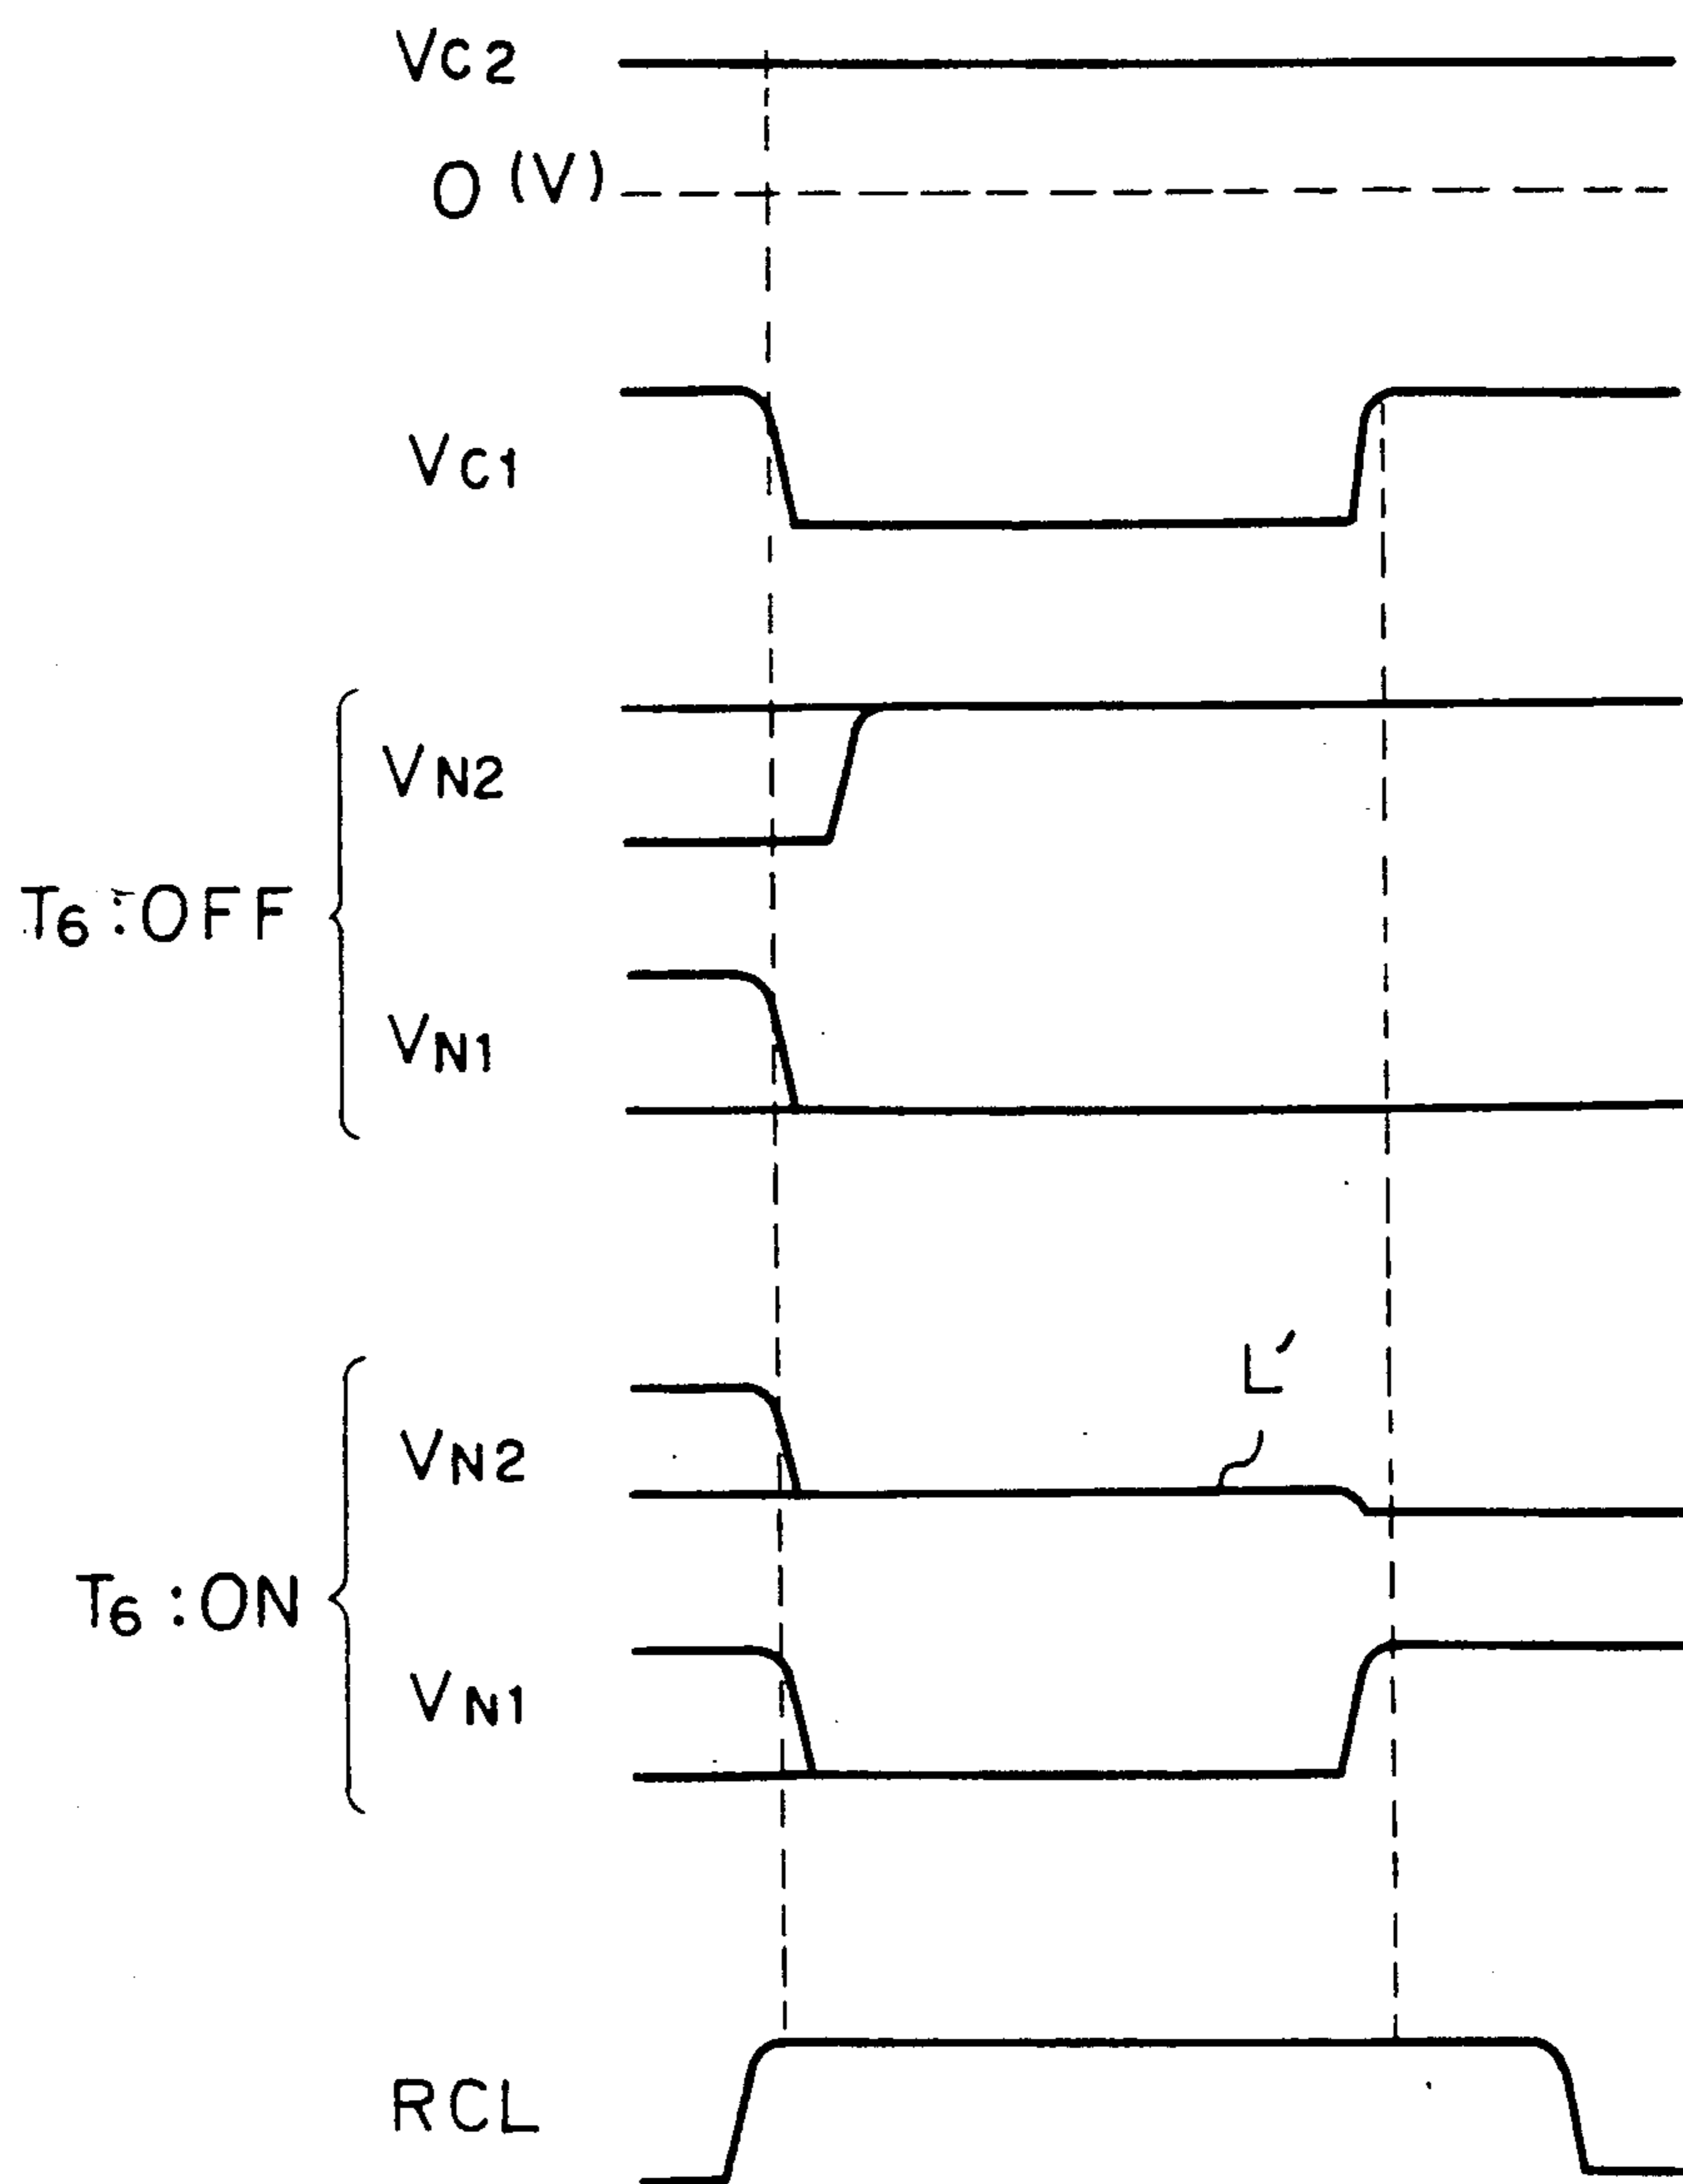 VC2
0 (V)
VC1
T6:OFF
VN2
VN1
L'
T6:ON
VN2
VN1
RCL